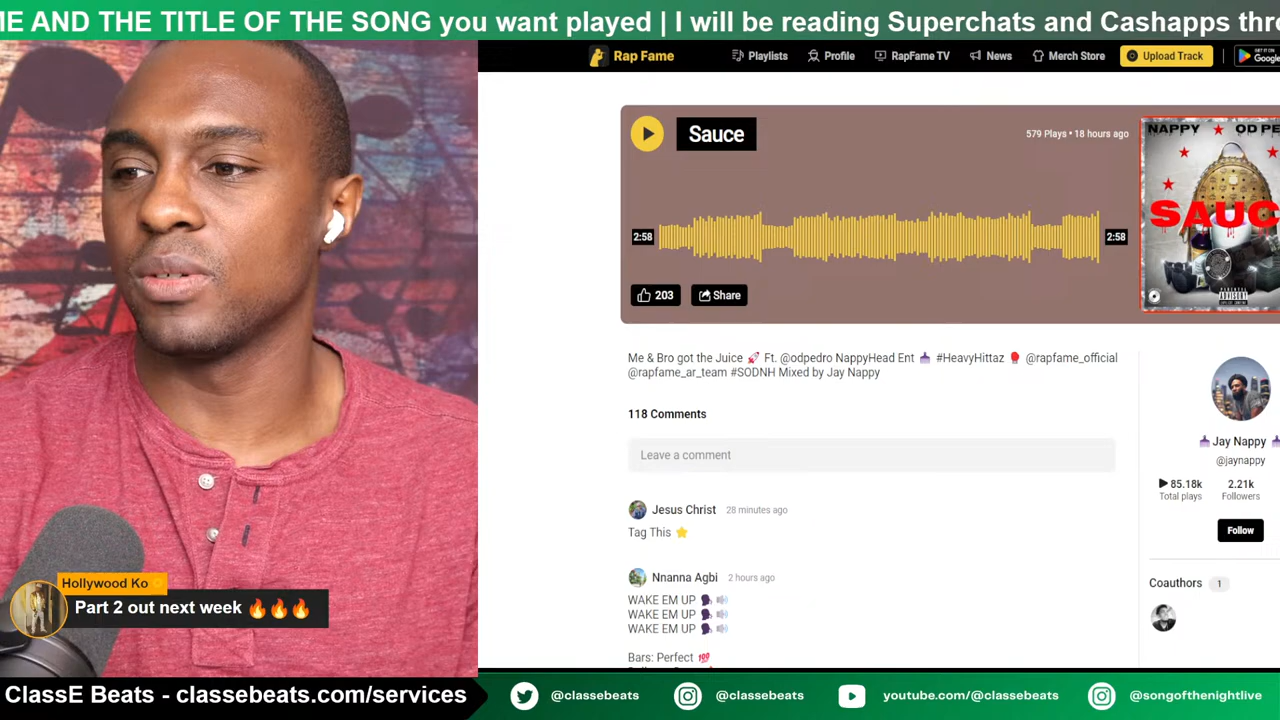 ME AND THE TITLE OF THE SONG you want played | I will be reading Superchats and Cashapps thr
Rap Fame
Playlists
Profile
RapFame TV
News
Merch Store
Upload Track
GET IT ON
Google
Sauce
579 Plays • 18 hours ago
2:58
2:58
203
Share
NAPPY ★ OD PE
SAUC
Me & Bro got the Juice 🚀 Ft. @odpedro NappyHead Ent 📥 #HeavyHittaz 🥊 @rapfame_official
@rapfame_ar_team #SODNH Mixed by Jay Nappy
118 Comments
Leave a comment
Jesus Christ 28 minutes ago
Tag This ⭐
Nnanna Agbi 2 hours ago
WAKE EM UP 🗣🔊
WAKE EM UP 🗣🔊
WAKE EM UP 🗣🔊
Bars: Perfect 💯
Jay Nappy
@jaynappy
85.18k
Total plays
2.21k
Followers
Follow
Coauthors 1
Hollywood Ko
Part 2 out next week 🔥🔥🔥
ClassE Beats - classebeats.com/services
@classebeats
@classebeats
youtube.com/@classebeats
@songofthenightlive